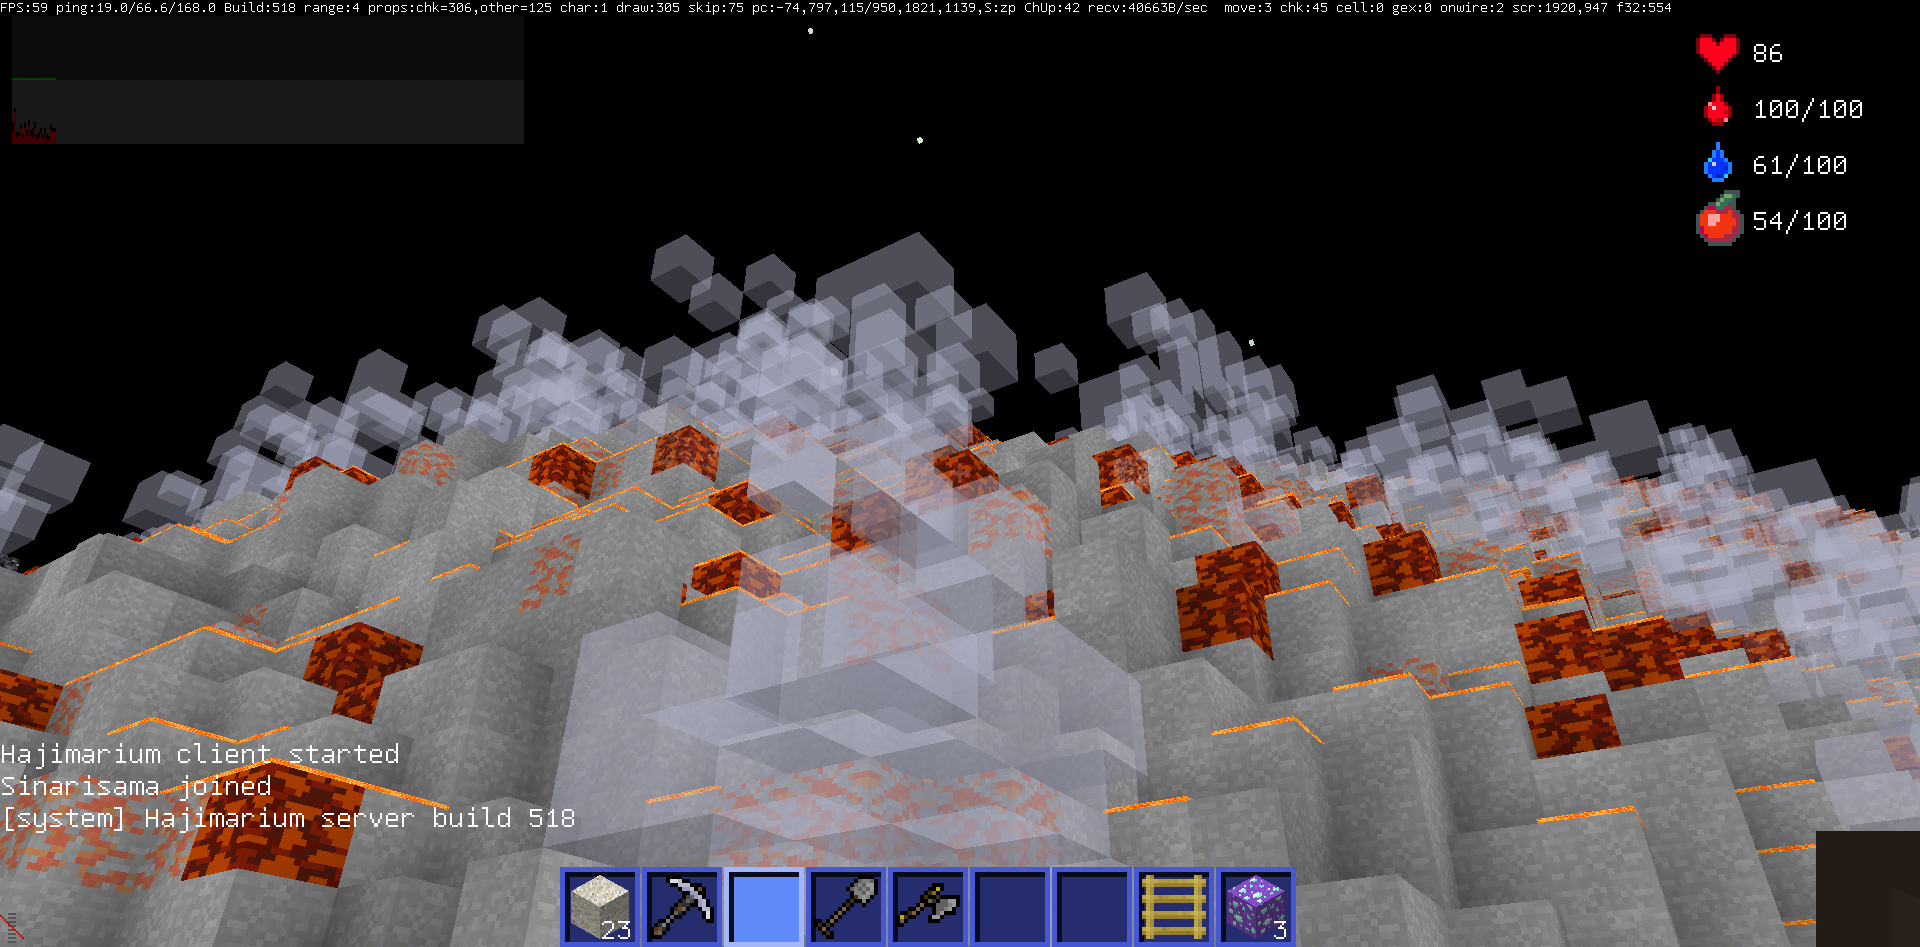 FPS:59 ping:19.0/66.6/168.0 Build:518 range:4 props:chk=306,other=125 char:1 draw:305 skip:75 pc:-74,797,115/950,1821,1139,S:zp ChUp:42 recv:40663B/sec  move:3 chk:45 cell:0 gex:0 onwire:2 scr:1920,947 f32:554
86
100/100
61/100
54/100
Hajimarium client started
Sinarisama joined
[system] Hajimarium server build 518
23
3